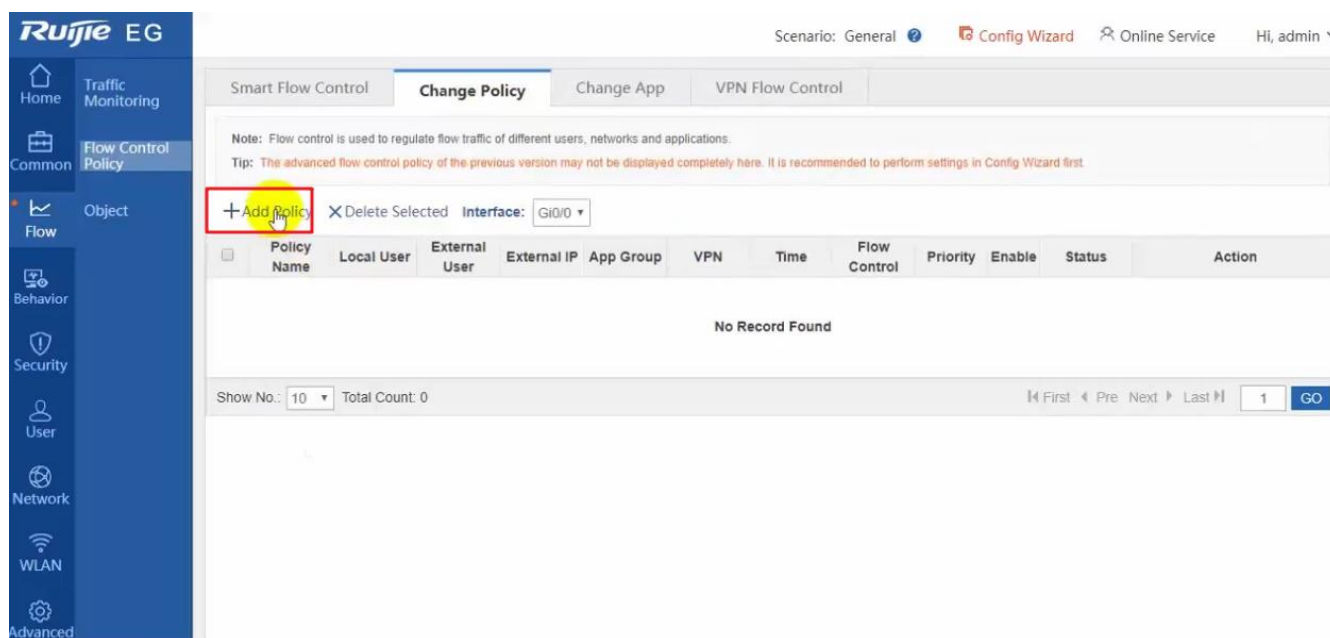 Ruijie EG
Scenario: General ? Config Wizard Online Service Hi, admin
Home
Common
Flow
Behavior
Security
User
Network
WLAN
Advanced
Traffic
Monitoring
Flow Control
Policy
Object
Smart Flow Control Change Policy Change App VPN Flow Control
Note: Flow control is used to regulate flow traffic of different users, networks and applications.
Tip: The advanced flow control policy of the previous version may not be displayed completely here. It is recommended to perform settings in Config Wizard first.
+Add Policy X Delete Selected Interface: Gi0/0
Policy Name Local User External User External IP App Group VPN Time Flow Control Priority Enable Status Action
No Record Found
Show No.: 10 Total Count: 0 First Pre Next Last 1 GO